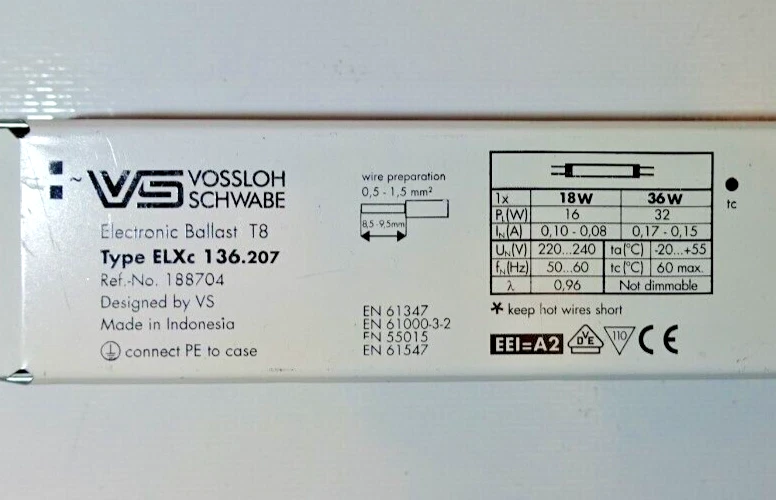 ~ VS VOSSLOH
SCHWABE
Electronic Ballast T8
Type ELXc 136.207
Ref.-No. 188704
Designed by VS
Made in Indonesia
connect PE to case
wire preparation
0,5 - 1,5 mm²
8,5 - 9,5mm
EN 61347
EN 61000-3-2
EN 55015
EN 61547
1x 18W 36W
PL(W) 16 32
IN(A) 0,10 - 0,08 0,17 - 0,15
UN(V) 220...240 ta(°C) -20...+55
fN(Hz) 50...60 tc(°C) 60 max.
λ 0,96 Not dimmable
tc
* keep hot wires short
EEI=A2 VDE 110 CE